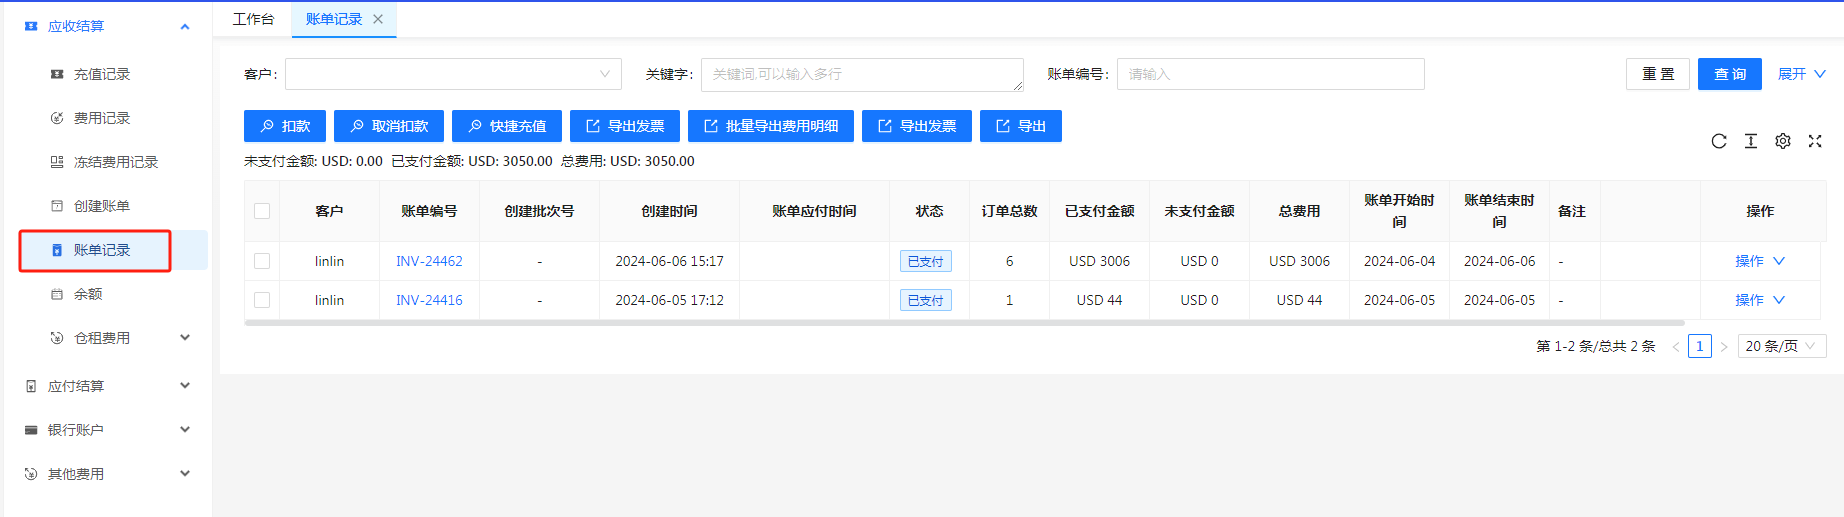 应收结算
充值记录
费用记录
冻结费用记录
创建账单
账单记录
余额
仓租费用
应付结算
银行账户
其他费用
工作台 账单记录
客户: 关键字: 关键词,可以输入多行 账单编号: 请输入 重 置 查 询 展开
扣款 取消扣款 快捷充值 导出发票 批量导出费用明细 导出发票 导出
未支付金额: USD: 0.00 已支付金额: USD: 3050.00 总费用: USD: 3050.00
客户 账单编号 创建批次号 创建时间 账单应付时间 状态 订单总数 已支付金额 未支付金额 总费用 账单开始时间 账单结束时间 备注 操作
linlin INV-24462 - 2024-06-06 15:17 已支付 6 USD 3006 USD 0 USD 3006 2024-06-04 2024-06-06 - 操作
linlin INV-24416 - 2024-06-05 17:12 已支付 1 USD 44 USD 0 USD 44 2024-06-05 2024-06-05 - 操作
第 1-2 条/总共 2 条 1 20 条/页